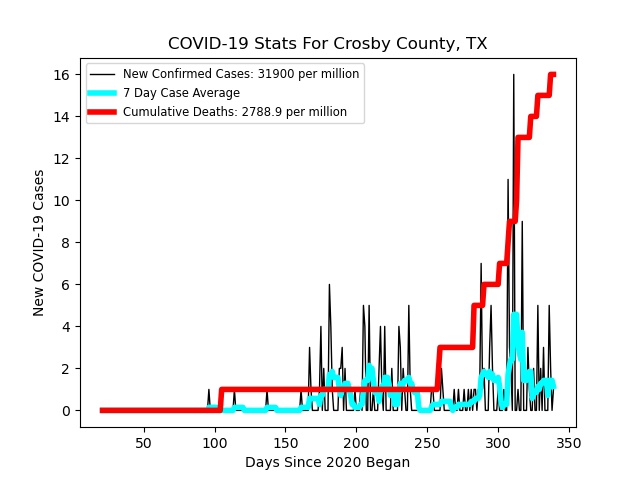 COVID-19 Stats For Crosby County, TX
New Confirmed Cases: 31900 per million
7 Day Case Average
Cumulative Deaths: 2788.9 per million
New COVID-19 Cases
16
14
12
10
8
6
4
2
0
50 100 150 200 250 300 350
Days Since 2020 Began